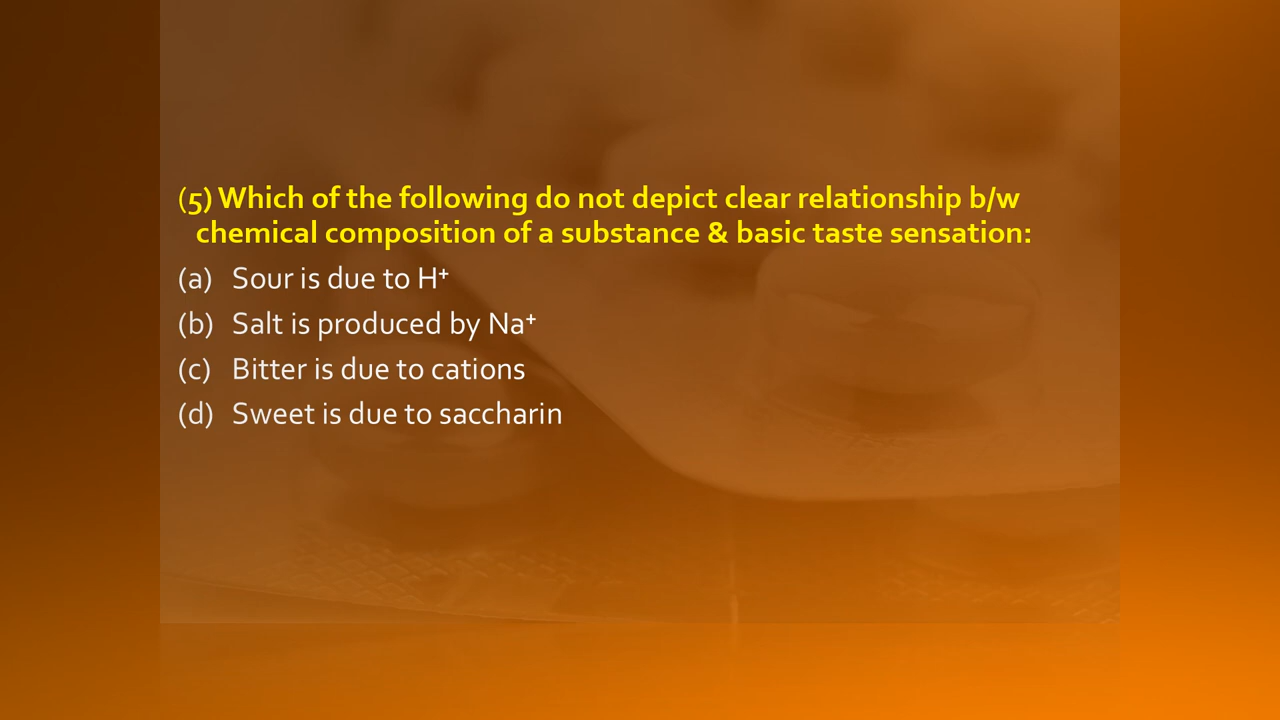 (5) Which of the following do not depict clear relationship b/w
chemical composition of a substance & basic taste sensation:
(a) Sour is due to H⁺
(b) Salt is produced by Na⁺
(c) Bitter is due to cations
(d) Sweet is due to saccharin